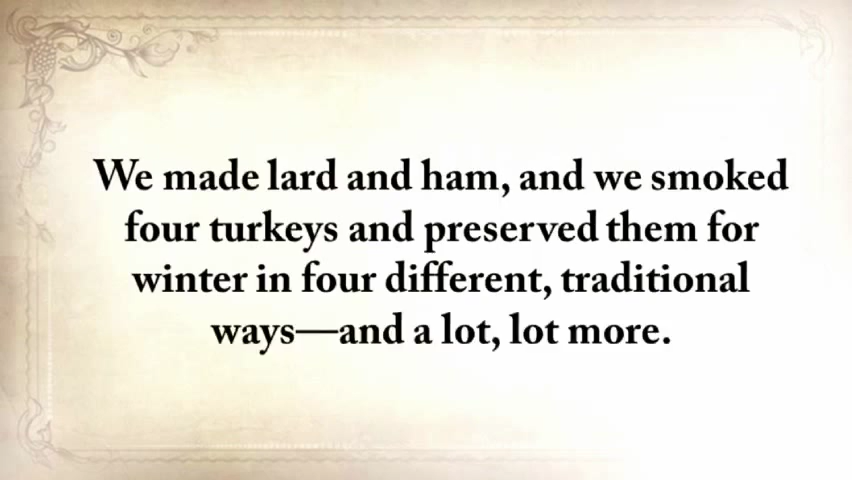 We made lard and ham, and we smoked
four turkeys and preserved them for
winter in four different, traditional
ways—and a lot, lot more.